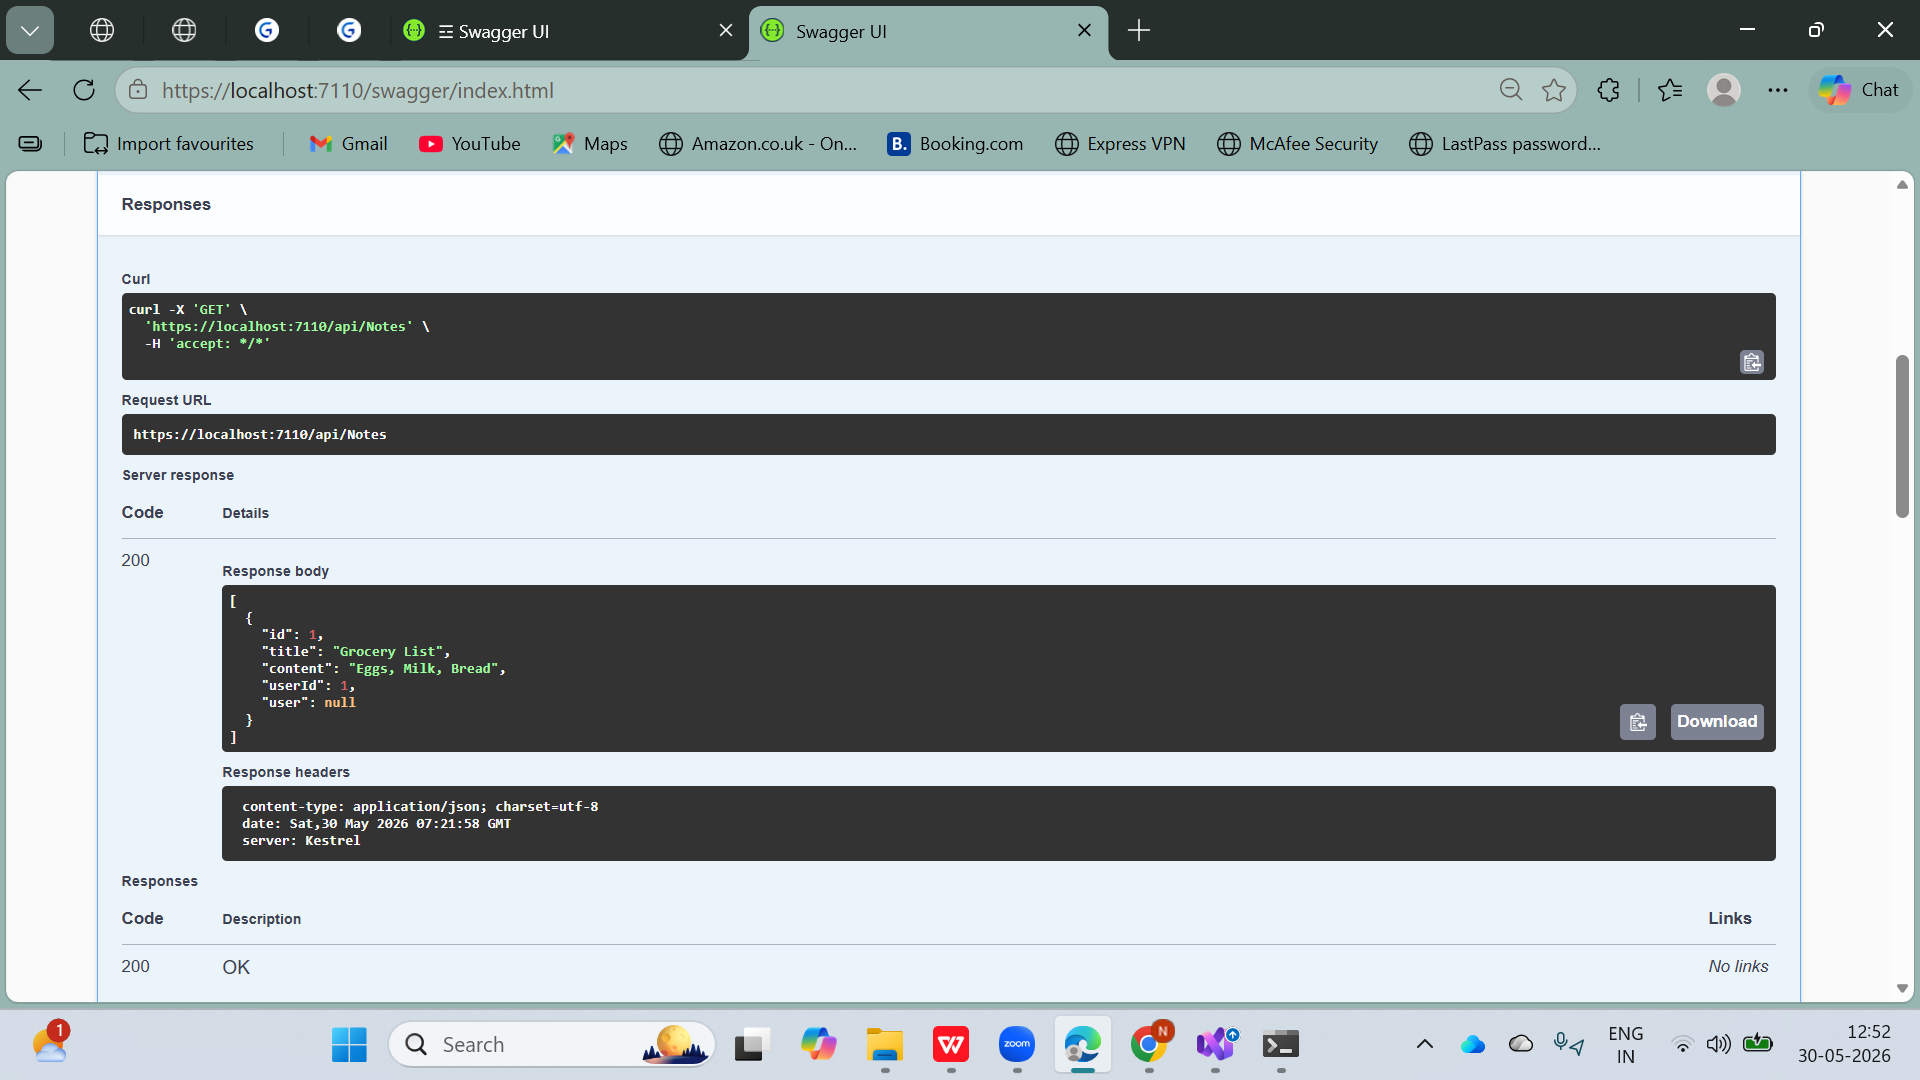 Swagger UI
Swagger UI
https://localhost:7110/swagger/index.html
Chat
Import favourites
Gmail
YouTube
Maps
Amazon.co.uk - On...
B.
Booking.com
Express VPN
McAfee Security
LastPass password...
Responses
Curl
curl -X 'GET' \
'https://localhost:7110/api/Notes' \
-H 'accept: */*'
Request URL
https://localhost:7110/api/Notes
Server response
Code
Details
200
Response body
[
{
"id": 1,
"title": "Grocery List",
"content": "Eggs, Milk, Bread",
"userId": 1,
"user": null
}
]
Download
Response headers
content-type: application/json; charset=utf-8
date: Sat,30 May 2026 07:21:58 GMT
server: Kestrel
Responses
Code
Description
Links
200
OK
No links
1
Search
W
zoom
N
ENG
IN
12:52
30-05-2026